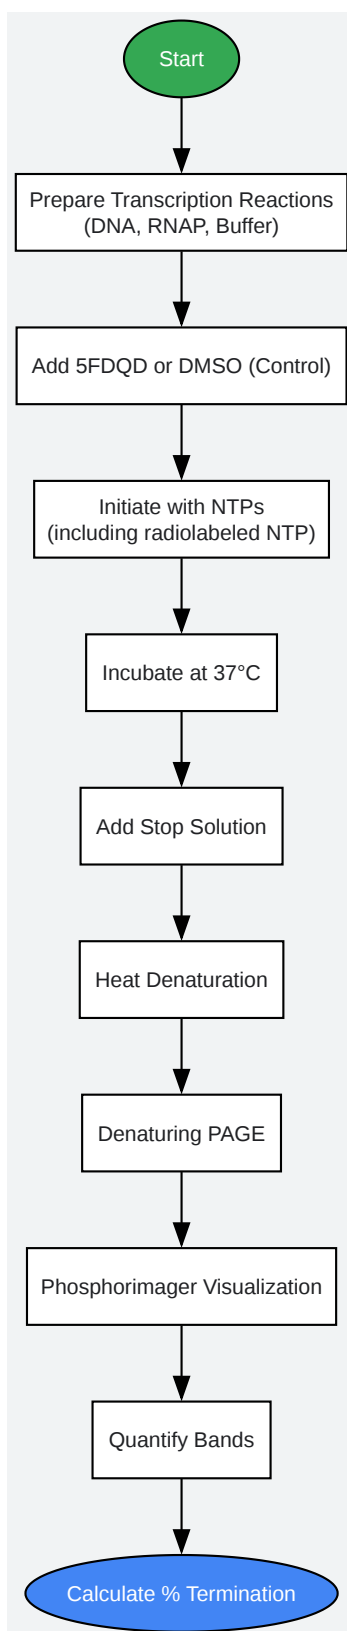 Start
Prepare Transcription Reactions
(DNA, RNAP, Buffer)
Add 5FDQD or DMSO (Control)
Initiate with NTPs
(including radiolabeled NTP)
Incubate at 37°C
Add Stop Solution
Heat Denaturation
Denaturing PAGE
Phosphorimager Visualization
Quantify Bands
Calculate % Termination